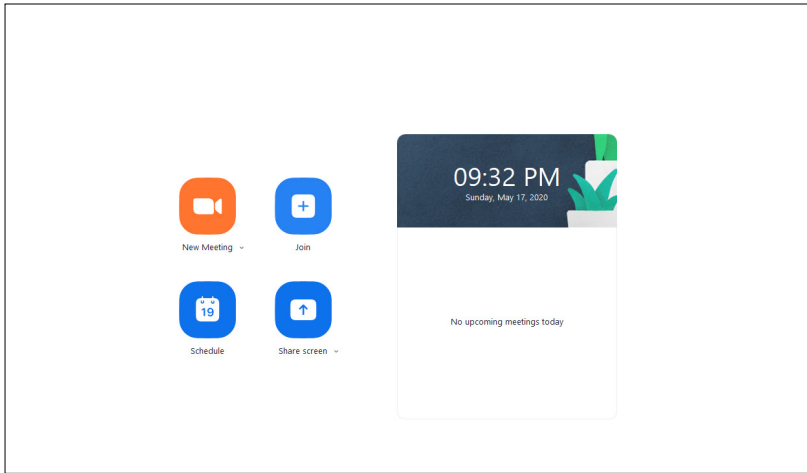 09:32 PM
Sunday, May 17, 2020
New Meeting
Join
19
Schedule
Share screen
No upcoming meetings today